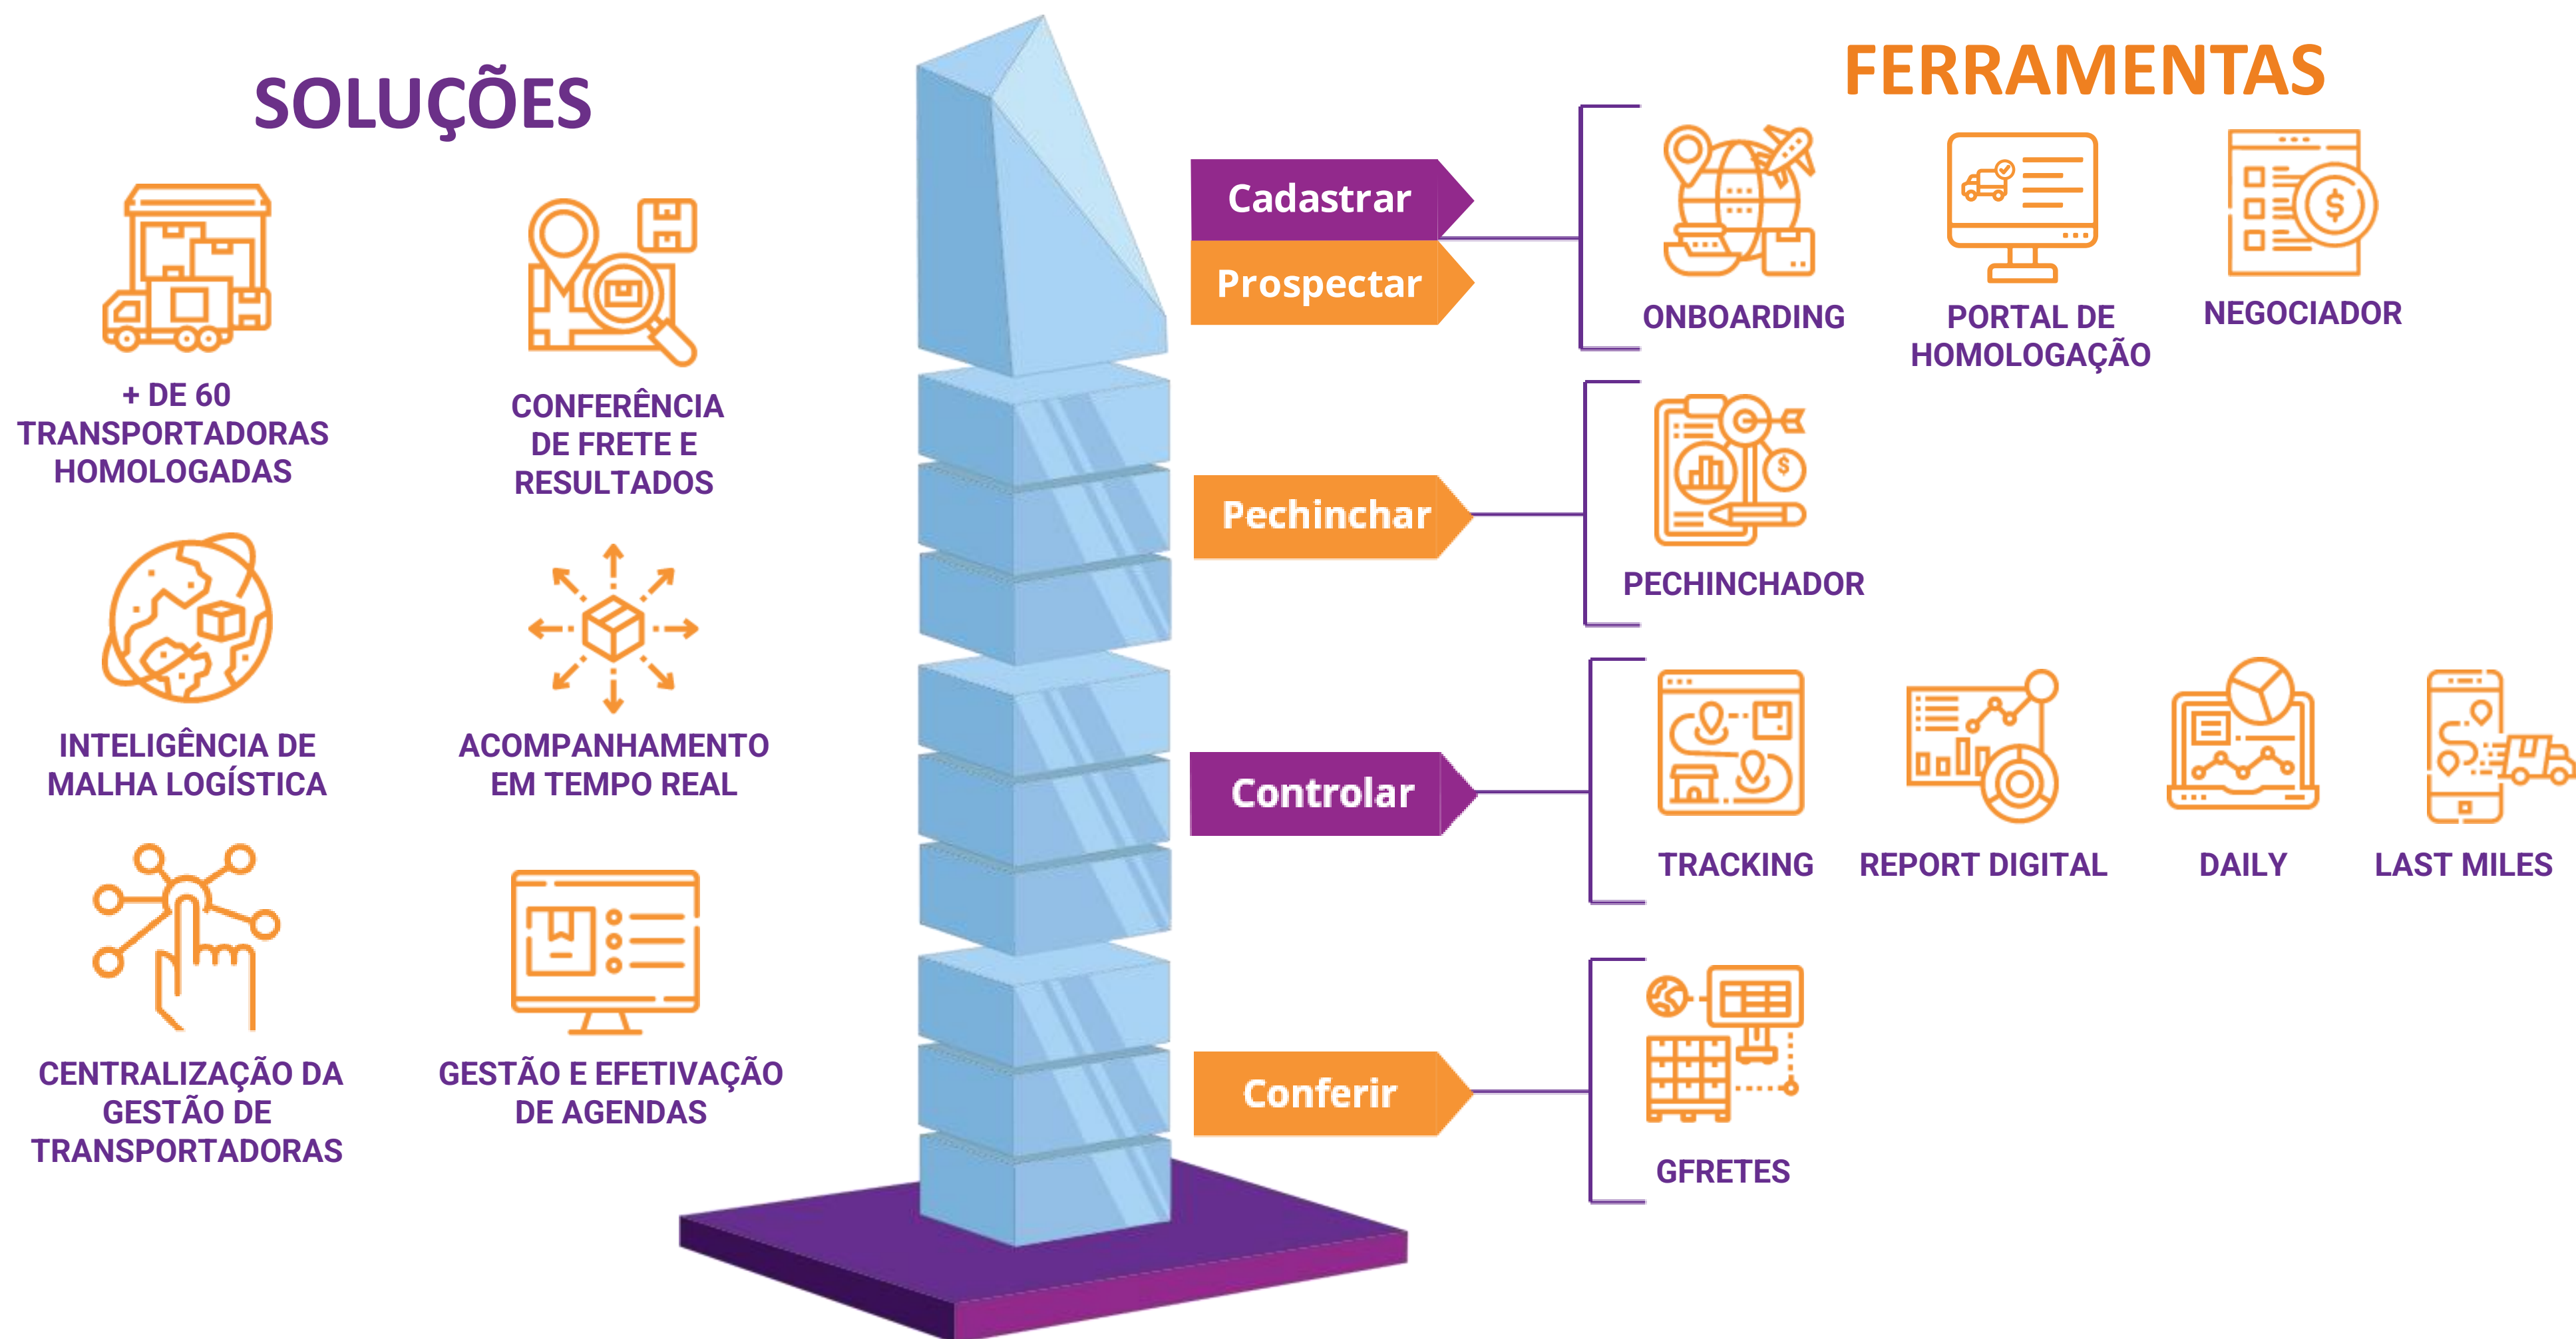 SOLUÇÕES
+ DE 60
TRANSPORTADORAS
HOMOLOGADAS
CONFERÊNCIA
DE FRETE E
RESULTADOS
INTELIGÊNCIA DE
MALHA LOGÍSTICA
ACOMPANHAMENTO
EM TEMPO REAL
CENTRALIZAÇÃO DA
GESTÃO DE
TRANSPORTADORAS
GESTÃO E EFETIVAÇÃO
DE AGENDAS
FERRAMENTAS
Cadastrar
Prospectar
ONBOARDING
PORTAL DE
HOMOLOGAÇÃO
NEGOCIADOR
Pechinchar
PECHINCHADOR
Controlar
TRACKING
REPORT DIGITAL
DAILY
LAST MILES
Conferir
GFRETES